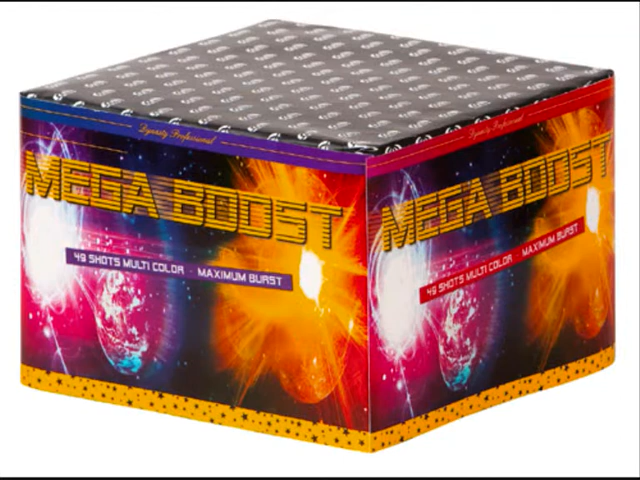 Dynasty Professional
MEGA BOOST
49 SHOTS MULTI COLOR MAXIMUM BURST
Dynasty Professional
MEGA BOOST
49 SHOTS MULTI COLOR MAXIMUM BURST